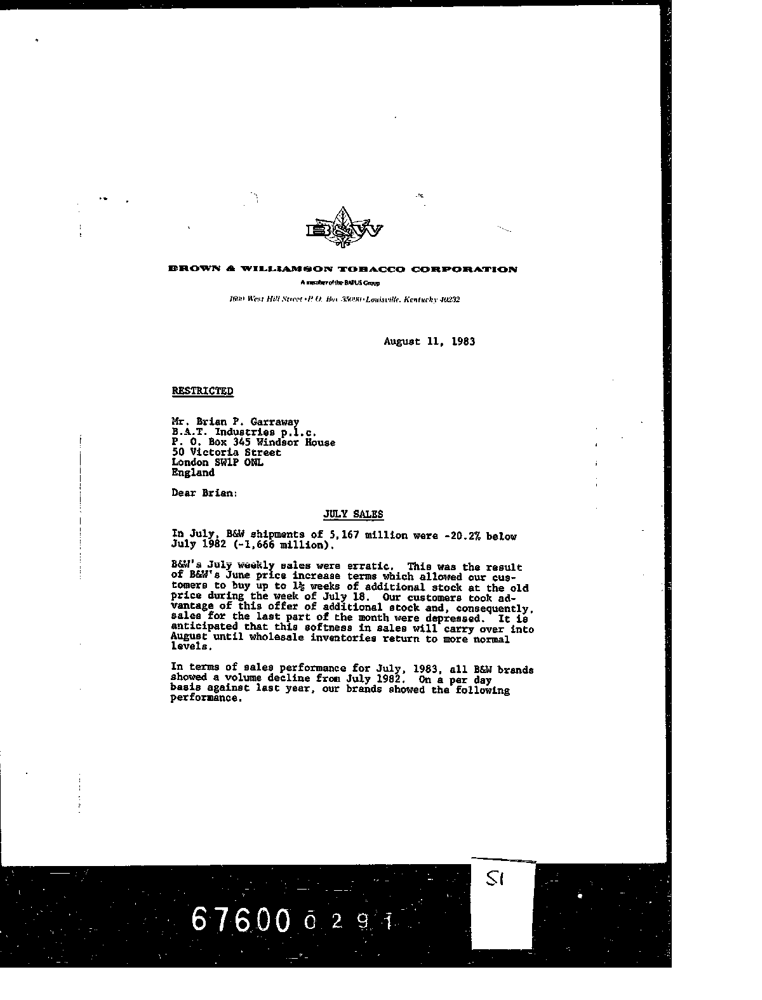 B&W
BROWN & WILLIAMSON TOBACCO CORPORATION
A member of the BATUS Group
1600 West Hill Street • P. O. Box 35090 • Louisville, Kentucky 40232
August 11, 1983
RESTRICTED
Mr. Brian P. Garraway
B.A.T. Industries p.l.c.
P. O. Box 345 Windsor House
50 Victoria Street
London SW1P ONL
England
Dear Brian:
JULY SALES
In July, B&W shipments of 5,167 million were -20.2% below
July 1982 (-1,666 million).
B&W's July weekly sales were erratic. This was the result
of B&W's June price increase terms which allowed our cus-
tomers to buy up to 1½ weeks of additional stock at the old
price during the week of July 18. Our customers took ad-
vantage of this offer of additional stock and, consequently,
sales for the last part of the month were depressed. It is
anticipated that this softness in sales will carry over into
August until wholesale inventories return to more normal
levels.
In terms of sales performance for July, 1983, all B&W brands
showed a volume decline from July 1982. On a per day
basis against last year, our brands showed the following
performance.
51
676000291